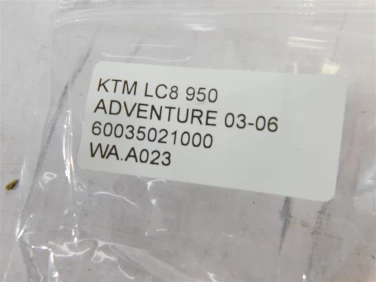 KTM LC8 950
ADVENTURE 03-06
60035021000
WA.A023